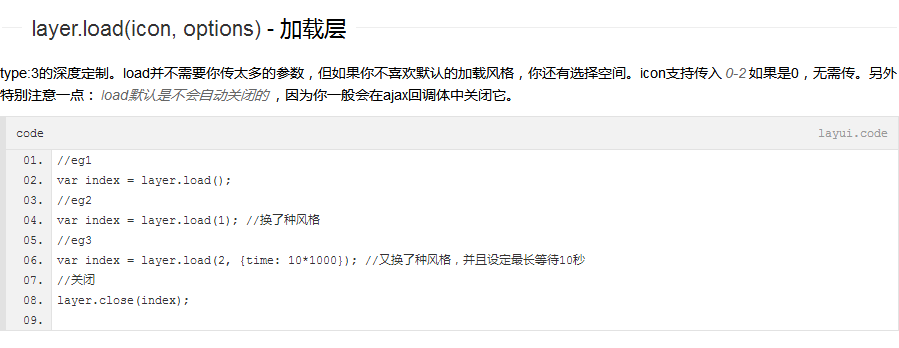 layer.load(icon, options) - 加载层
type:3的深度定制。load并不需要你传太多的参数，但如果你不喜欢默认的加载风格，你还有选择空间。icon支持传入 0-2 如果是0，无需传。另外
特别注意一点： load默认是不会自动关闭的 ，因为你一般会在ajax回调体中关闭它。
code layui.code
01. //eg1
02. var index = layer.load();
03. //eg2
04. var index = layer.load(1); //换了种风格
05. //eg3
06. var index = layer.load(2, {time: 10*1000}); //又换了种风格，并且设定最长等待10秒
07. //关闭
08. layer.close(index);
09.